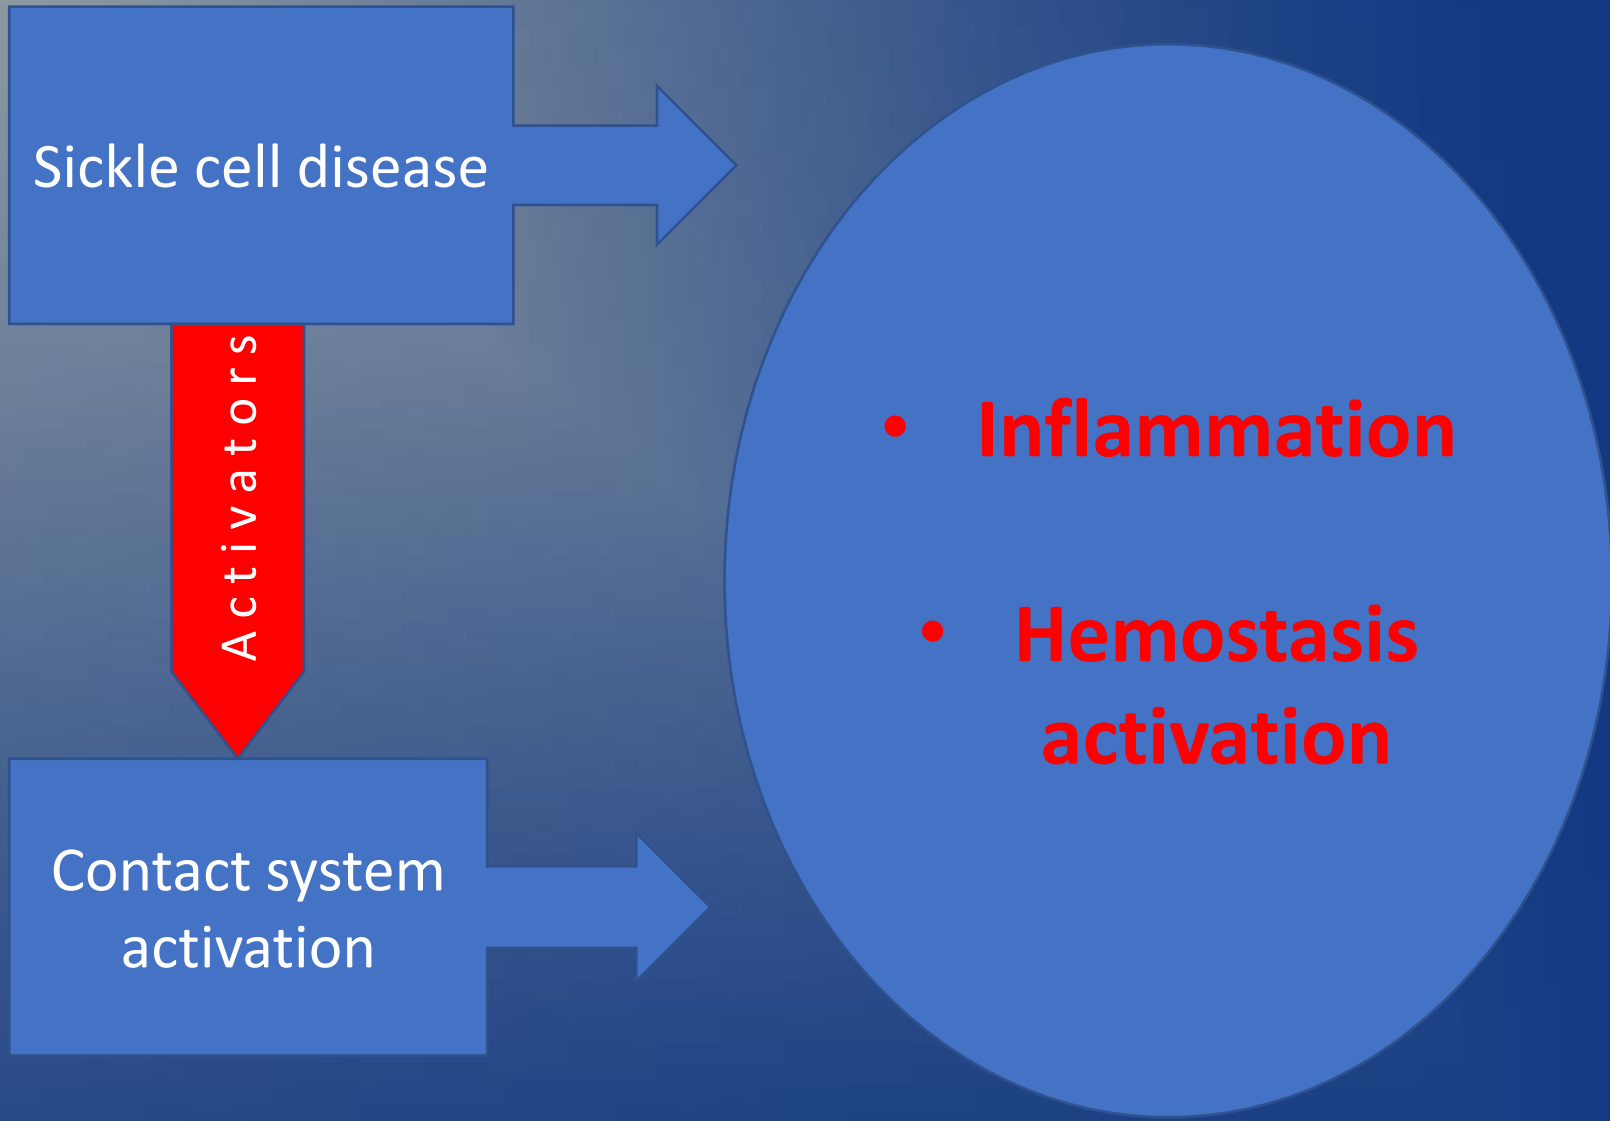 Sickle cell disease
Activators
Contact system
activation
• Inflammation
• Hemostasis
activation